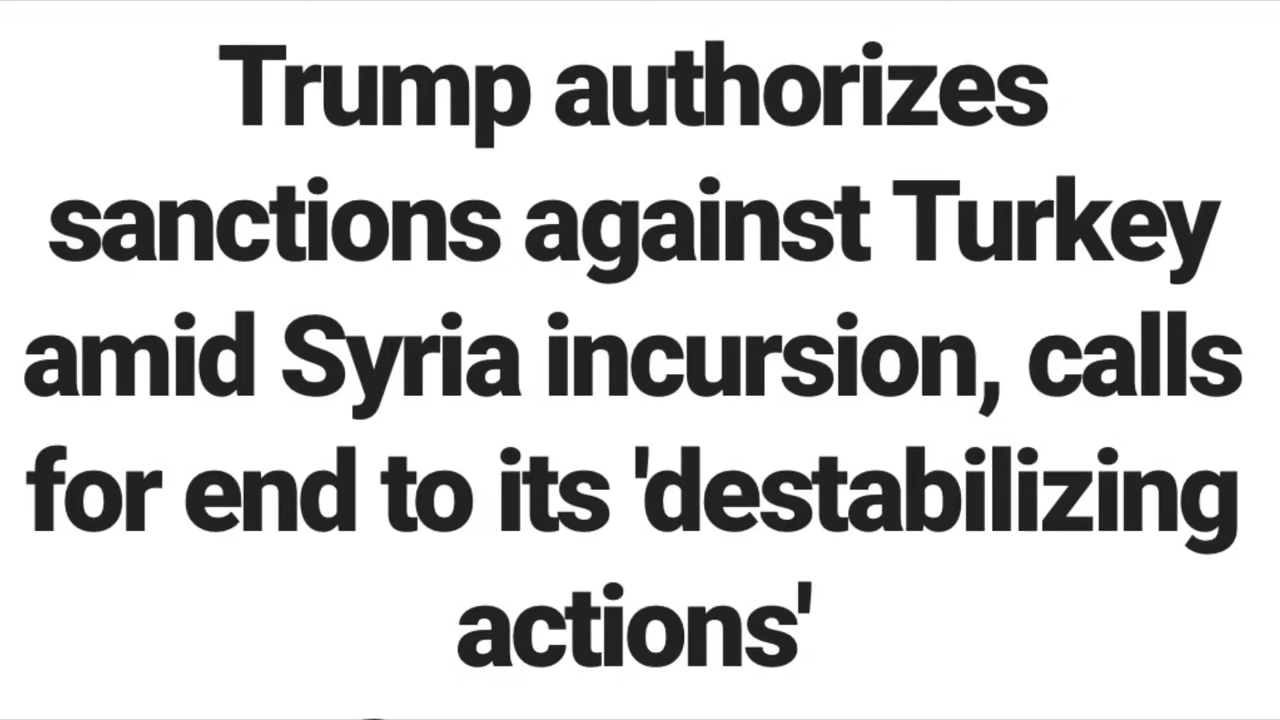 Trump authorizes
sanctions against Turkey
amid Syria incursion, calls
for end to its 'destabilizing
actions'